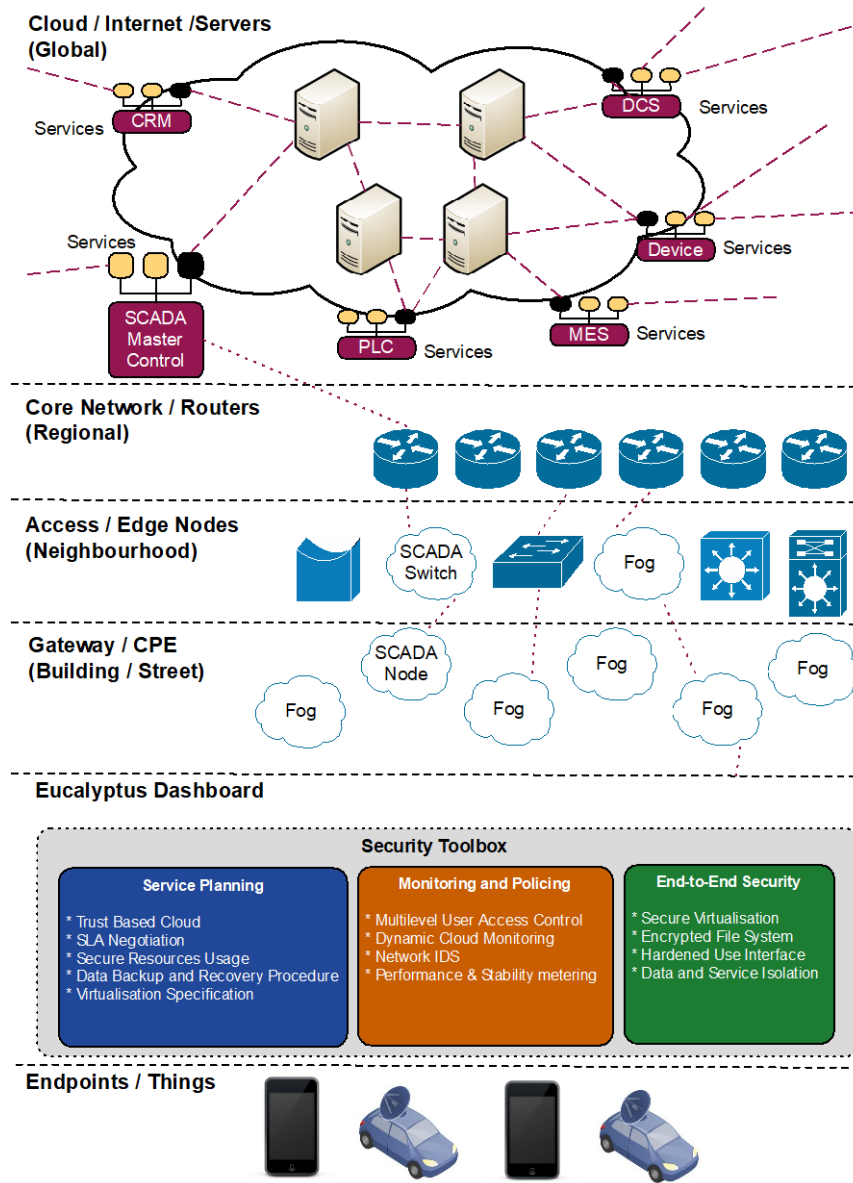 Cloud / Internet /Servers
(Global)
CRM
Services
DCS
Services
Services
Device
Services
SCADA
Master
Control
PLC
Services
MES
Services
Core Network / Routers
(Regional)
Access / Edge Nodes
(Neighbourhood)
SCADA
Switch
Fog
Gateway / CPE
(Building / Street)
SCADA
Node
Fog
Fog
Fog
Fog
Fog
Eucalyptus Dashboard
Security Toolbox
Service Planning
* Trust Based Cloud
* SLA Negotiation
* Secure Resources Usage
* Data Backup and Recovery Procedure
* Virtualisation Specification
Monitoring and Policing
* Multilevel User Access Control
* Dynamic Cloud Monitoring
* Network IDS
* Performance & Stability metering
End-to-End Security
* Secure Virtualisation
* Encrypted File System
* Hardened Use Interface
* Data and Service Isolation
Endpoints / Things